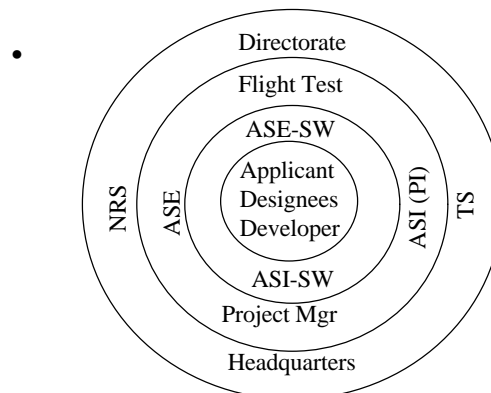 •
Directorate
Flight Test
ASE-SW
Applicant
Designees
Developer
NRS
ASE
ASI (PI)
TS
ASI-SW
Project Mgr
Headquarters